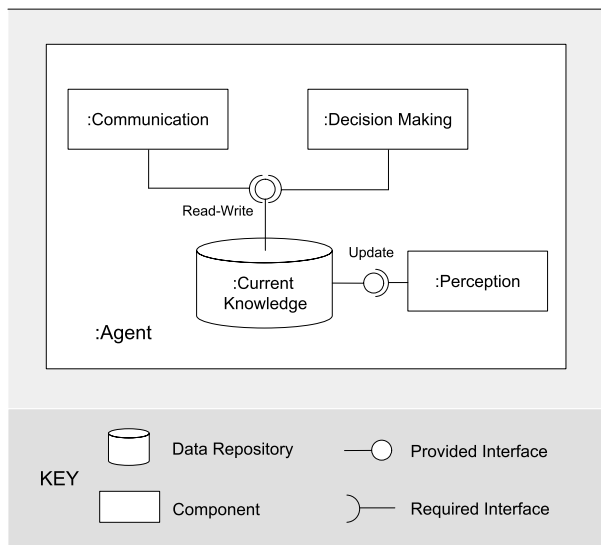 :Communication
:Decision Making
Read-Write
Update
:Current
Knowledge
:Perception
:Agent
KEY
Data Repository
Provided Interface
Component
Required Interface